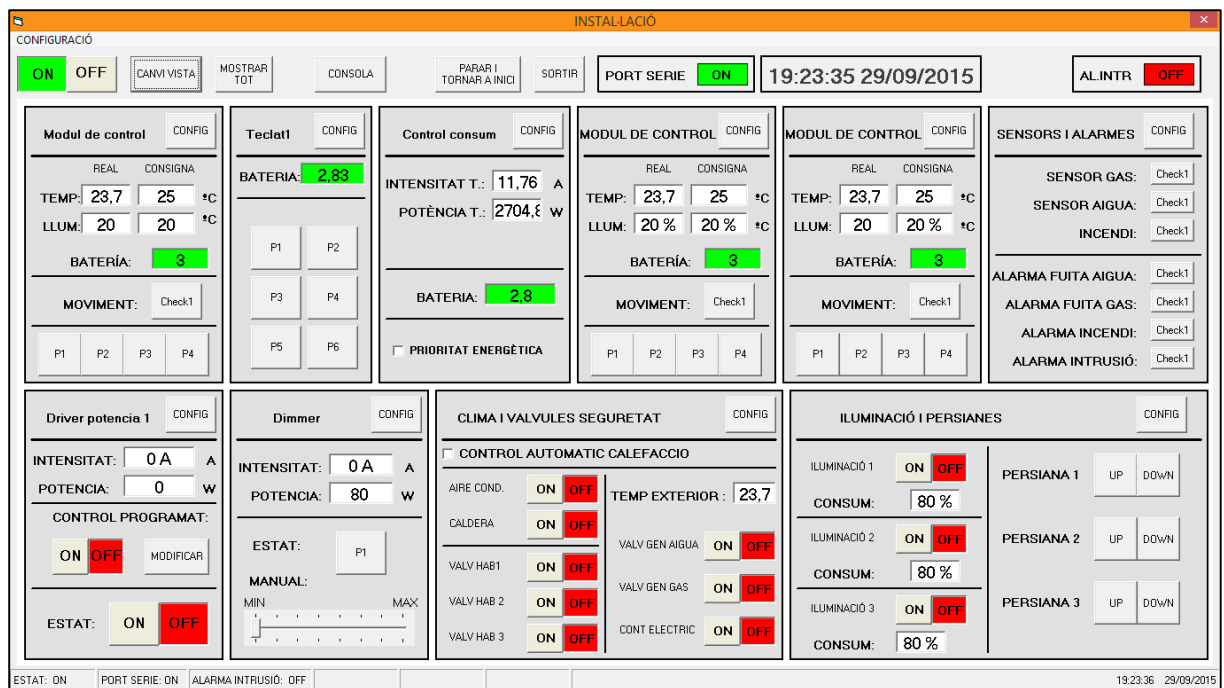 INSTAL·LACIÓ
CONFIGURACIÓ
ON OFF CANVI VISTA MOSTRAR TOT CONSOLA PARAR I TORNAR A INICI SORTIR PORT SERIE ON 19:23:35 29/09/2015 AL.INTR OFF
Modul de control CONFIG
REAL CONSIGNA
TEMP: 23,7 25 ºC
LLUM: 20 20 ºC
BATERÍA: 3
MOVIMENT: Check1
P1 P2 P3 P4
Teclat1 CONFIG
BATERIA: 2,83
P1 P2
P3 P4
P5 P6
Control consum CONFIG
INTENSITAT T.: 11,76 A
POTÈNCIA T.: 2704,8 W
BATERIA: 2,8
PRIORITAT ENERGÈTICA
MODUL DE CONTROL CONFIG
REAL CONSIGNA
TEMP: 23,7 25 ºC
LLUM: 20 % 20 % ºC
BATERÍA: 3
MOVIMENT: Check1
P1 P2 P3 P4
MODUL DE CONTROL CONFIG
REAL CONSIGNA
TEMP: 23,7 25 ºC
LLUM: 20 20 % ºC
BATERÍA: 3
MOVIMENT: Check1
P1 P2 P3 P4
SENSORS I ALARMES CONFIG
SENSOR GAS: Check1
SENSOR AIGUA: Check1
INCENDI: Check1
ALARMA FUITA AIGUA: Check1
ALARMA FUITA GAS: Check1
ALARMA INCENDI: Check1
ALARMA INTRUSIÓ: Check1
Driver potencia 1 CONFIG
INTENSITAT: 0 A A
POTENCIA: 0 W
CONTROL PROGRAMAT:
ON OFF MODIFICAR
ESTAT: ON OFF
Dimmer CONFIG
INTENSITAT: 0 A A
POTENCIA: 80 W
ESTAT: P1
MANUAL:
MIN MAX
CLIMA I VALVULES SEGURETAT CONFIG
CONTROL AUTOMATIC CALEFACCIO
AIRE COND. ON OFF
CALDERA ON OFF
VALV HAB1 ON OFF
VALV HAB 2 ON OFF
VALV HAB 3 ON OFF
TEMP EXTERIOR : 23,7
VALV GEN AIGUA ON OFF
VALV GEN GAS ON OFF
CONT ELECTRIC ON OFF
ILUMINACIÓ I PERSIANES CONFIG
ILUMINACIÓ 1 ON OFF
CONSUM: 80 %
ILUMINACIÓ 2 ON OFF
CONSUM: 80 %
ILUMINACIÓ 3 ON OFF
CONSUM: 80 %
PERSIANA 1 UP DOWN
PERSIANA 2 UP DOWN
PERSIANA 3 UP DOWN
ESTAT: ON PORT SERIE: ON ALARMA INTRUSIÓ: OFF 19:23:36 29/09/2015